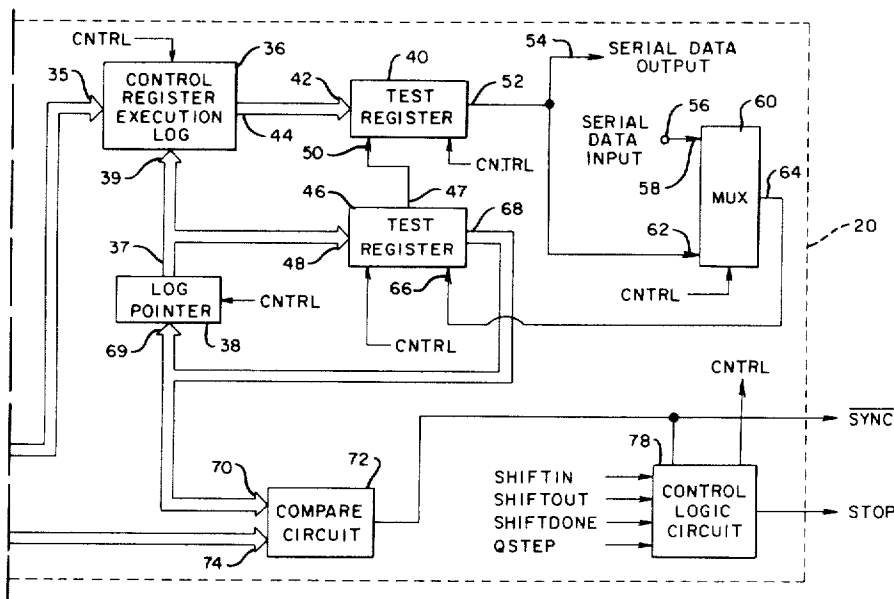 CNTRL
36
35
CONTROL
REGISTER
EXECUTION
LOG
44
39
42
40
TEST
REGISTER
52
50
CNTRL
47
54
SERIAL DATA
OUTPUT
56
SERIAL
DATA
INPUT
58
60
MUX
64
62
CNTRL
20
46
TEST
REGISTER
68
48
66
CNTRL
37
LOG
POINTER
CNTRL
38
69
CNTRL
SYNC
70
72
COMPARE
CIRCUIT
74
78
SHIFTIN
SHIFTOUT
SHIFTDONE
QSTEP
CONTROL
LOGIC
CIRCUIT
STOP